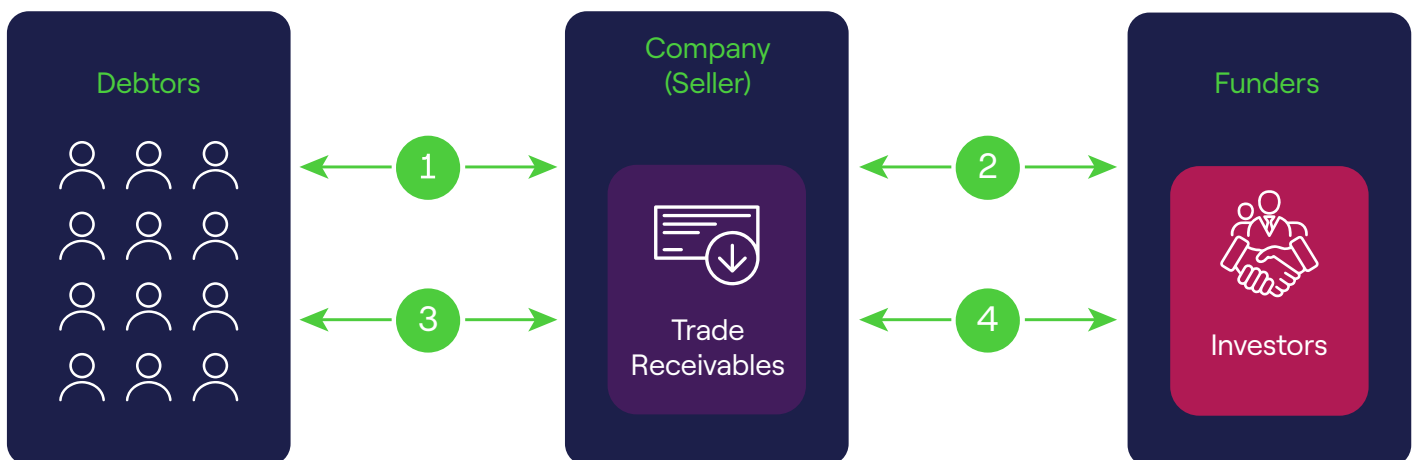 Debtors
1
3
Company
(Seller)
Trade
Receivables
2
4
Funders
Investors